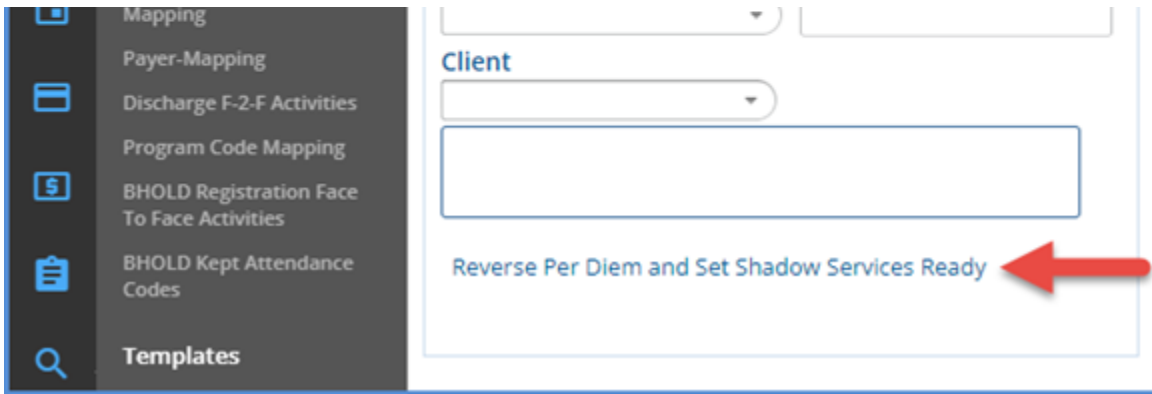 Mapping
Payer-Mapping
Discharge F-2-F Activities
Program Code Mapping
BHOLD Registration Face
To Face Activities
BHOLD Kept Attendance
Codes
Templates
Client
Reverse Per Diem and Set Shadow Services Ready